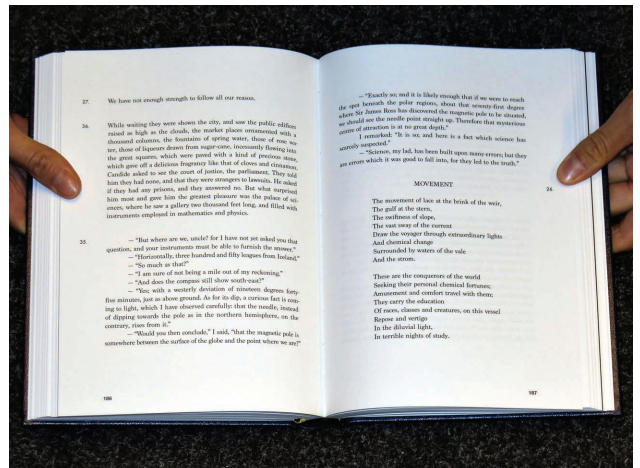 27. We have not enough strength to follow all our reason.
26. While waiting they were shown the city, and saw the public edifices
raised as high as the clouds, the market places ornamented with a
thousand columns, the fountains of spring water, those of rose wa-
ter, those of liqueurs drawn from sugar-cane, incessantly flowing into
the great squares, which were paved with a kind of precious stone,
which gave off a delicious fragrancy like that of cloves and cinnamon.
Candide asked to see the court of justice, the parliament. They told
him they had none, and that they were strangers to lawsuits. He asked
if they had any prisons, and they answered no. But what surprised
him most and gave him the greatest pleasure was the palace of sci-
ences, where he saw a gallery two thousand feet long, and filled with
instruments employed in mathematics and physics.
35. — “But where are we, uncle? for I have not yet asked you that
question, and your instruments must be able to furnish the answer.”
— “Horizontally, three hundred and fifty leagues from Iceland.”
— “So much as that?”
— “I am sure of not being a mile out of my reckoning.”
— “And does the compass still show south-east?”
— “Yes; with a westerly deviation of nineteen degrees forty-
five minutes, just as above ground. As for its dip, a curious fact is com-
ing to light, which I have observed carefully: that the needle, instead
of dipping towards the pole as in the northern hemisphere, on the
contrary, rises from it.”
— “Would you then conclude,” I said, “that the magnetic pole is
somewhere between the surface of the globe and the point where we are?”
186
— “Exactly so; and it is likely enough that if we were to reach
the spot beneath the polar regions, about that seventy-first degree
where Sir James Ross has discovered the magnetic pole to be situated,
we should see the needle point straight up. Therefore that mysterious
centre of attraction is at no great depth.”
I remarked: “It is so; and here is a fact which science has
scarcely suspected.”
— “Science, my lad, has been built upon many errors; but they
are errors which it was good to fall into, for they led to the truth.”
MOVEMENT
24.
The movement of lace at the brink of the weir,
The gulf at the stern,
The swiftness of slope,
The vast sway of the current
Draw the voyager through extraordinary lights
And chemical change
Surrounded by waters of the vale
And the strom.
These are the conquerors of the world
Seeking their personal chemical fortunes;
Amusement and comfort travel with them;
They carry the education
Of races, classes and creatures, on this vessel
Repose and vertigo
In the diluvial light,
In terrible nights of study.
187